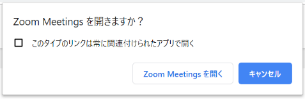 Zoom Meetings を開きますか？
このタイプのリンクは常に関連付けられたアプリで開く
Zoom Meetings を開く
キャンセル